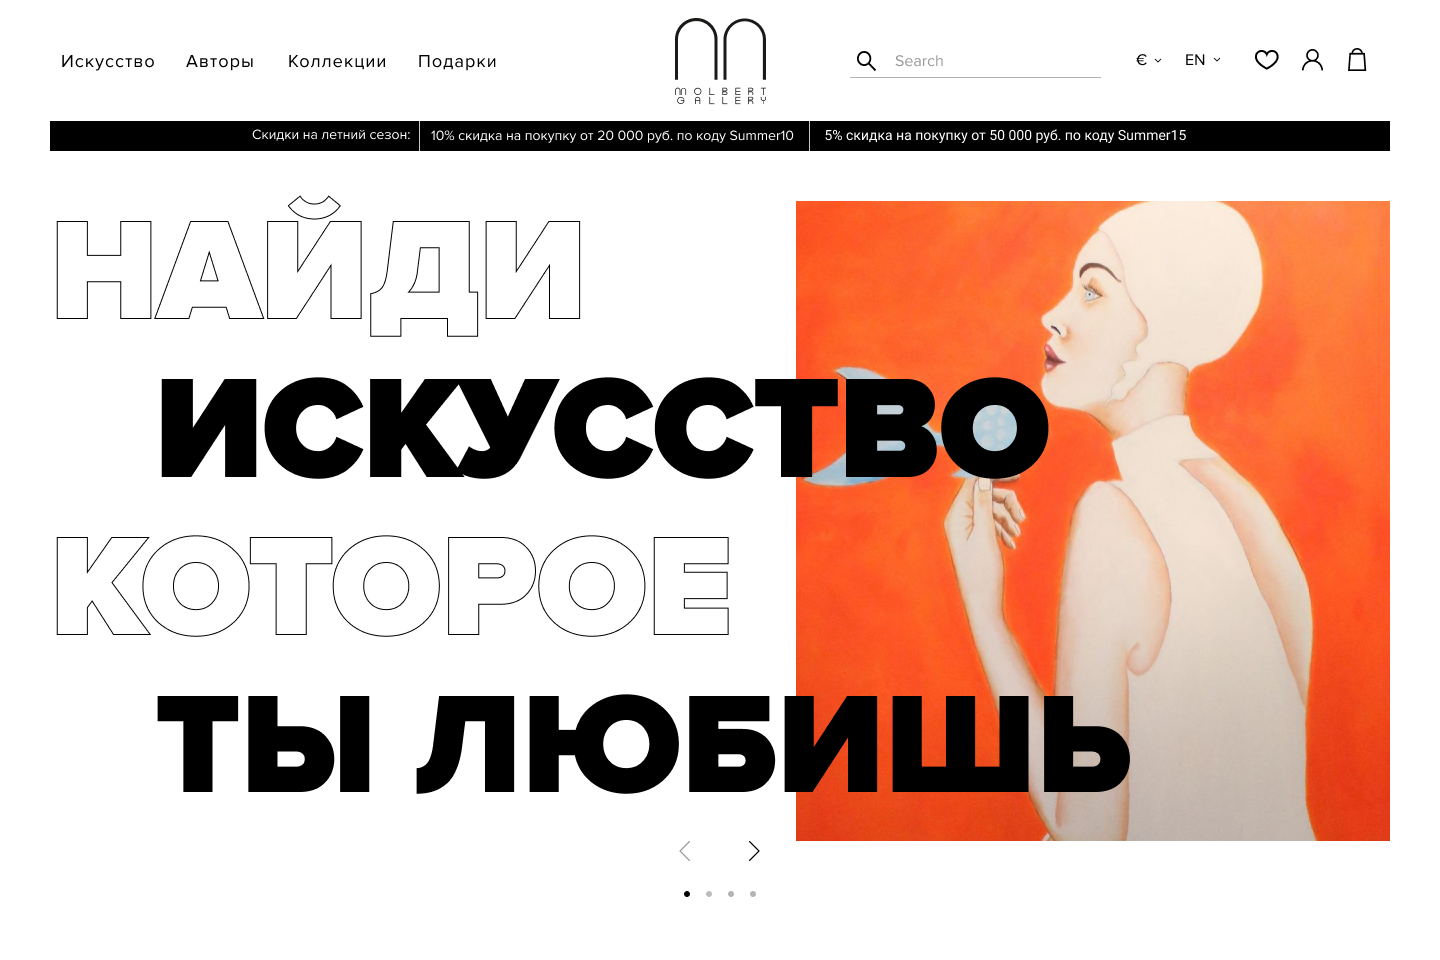 Искусство Авторы Коллекции Подарки
MOLBERT
GALLERY
Search
€ EN
Скидки на летний сезон: 10% скидка на покупку от 20 000 руб. по коду Summer10 5% скидка на покупку от 50 000 руб. по коду Summer15
НАЙДИ
ИСКУССТВО
КОТОРОЕ
ТЫ ЛЮБИШЬ